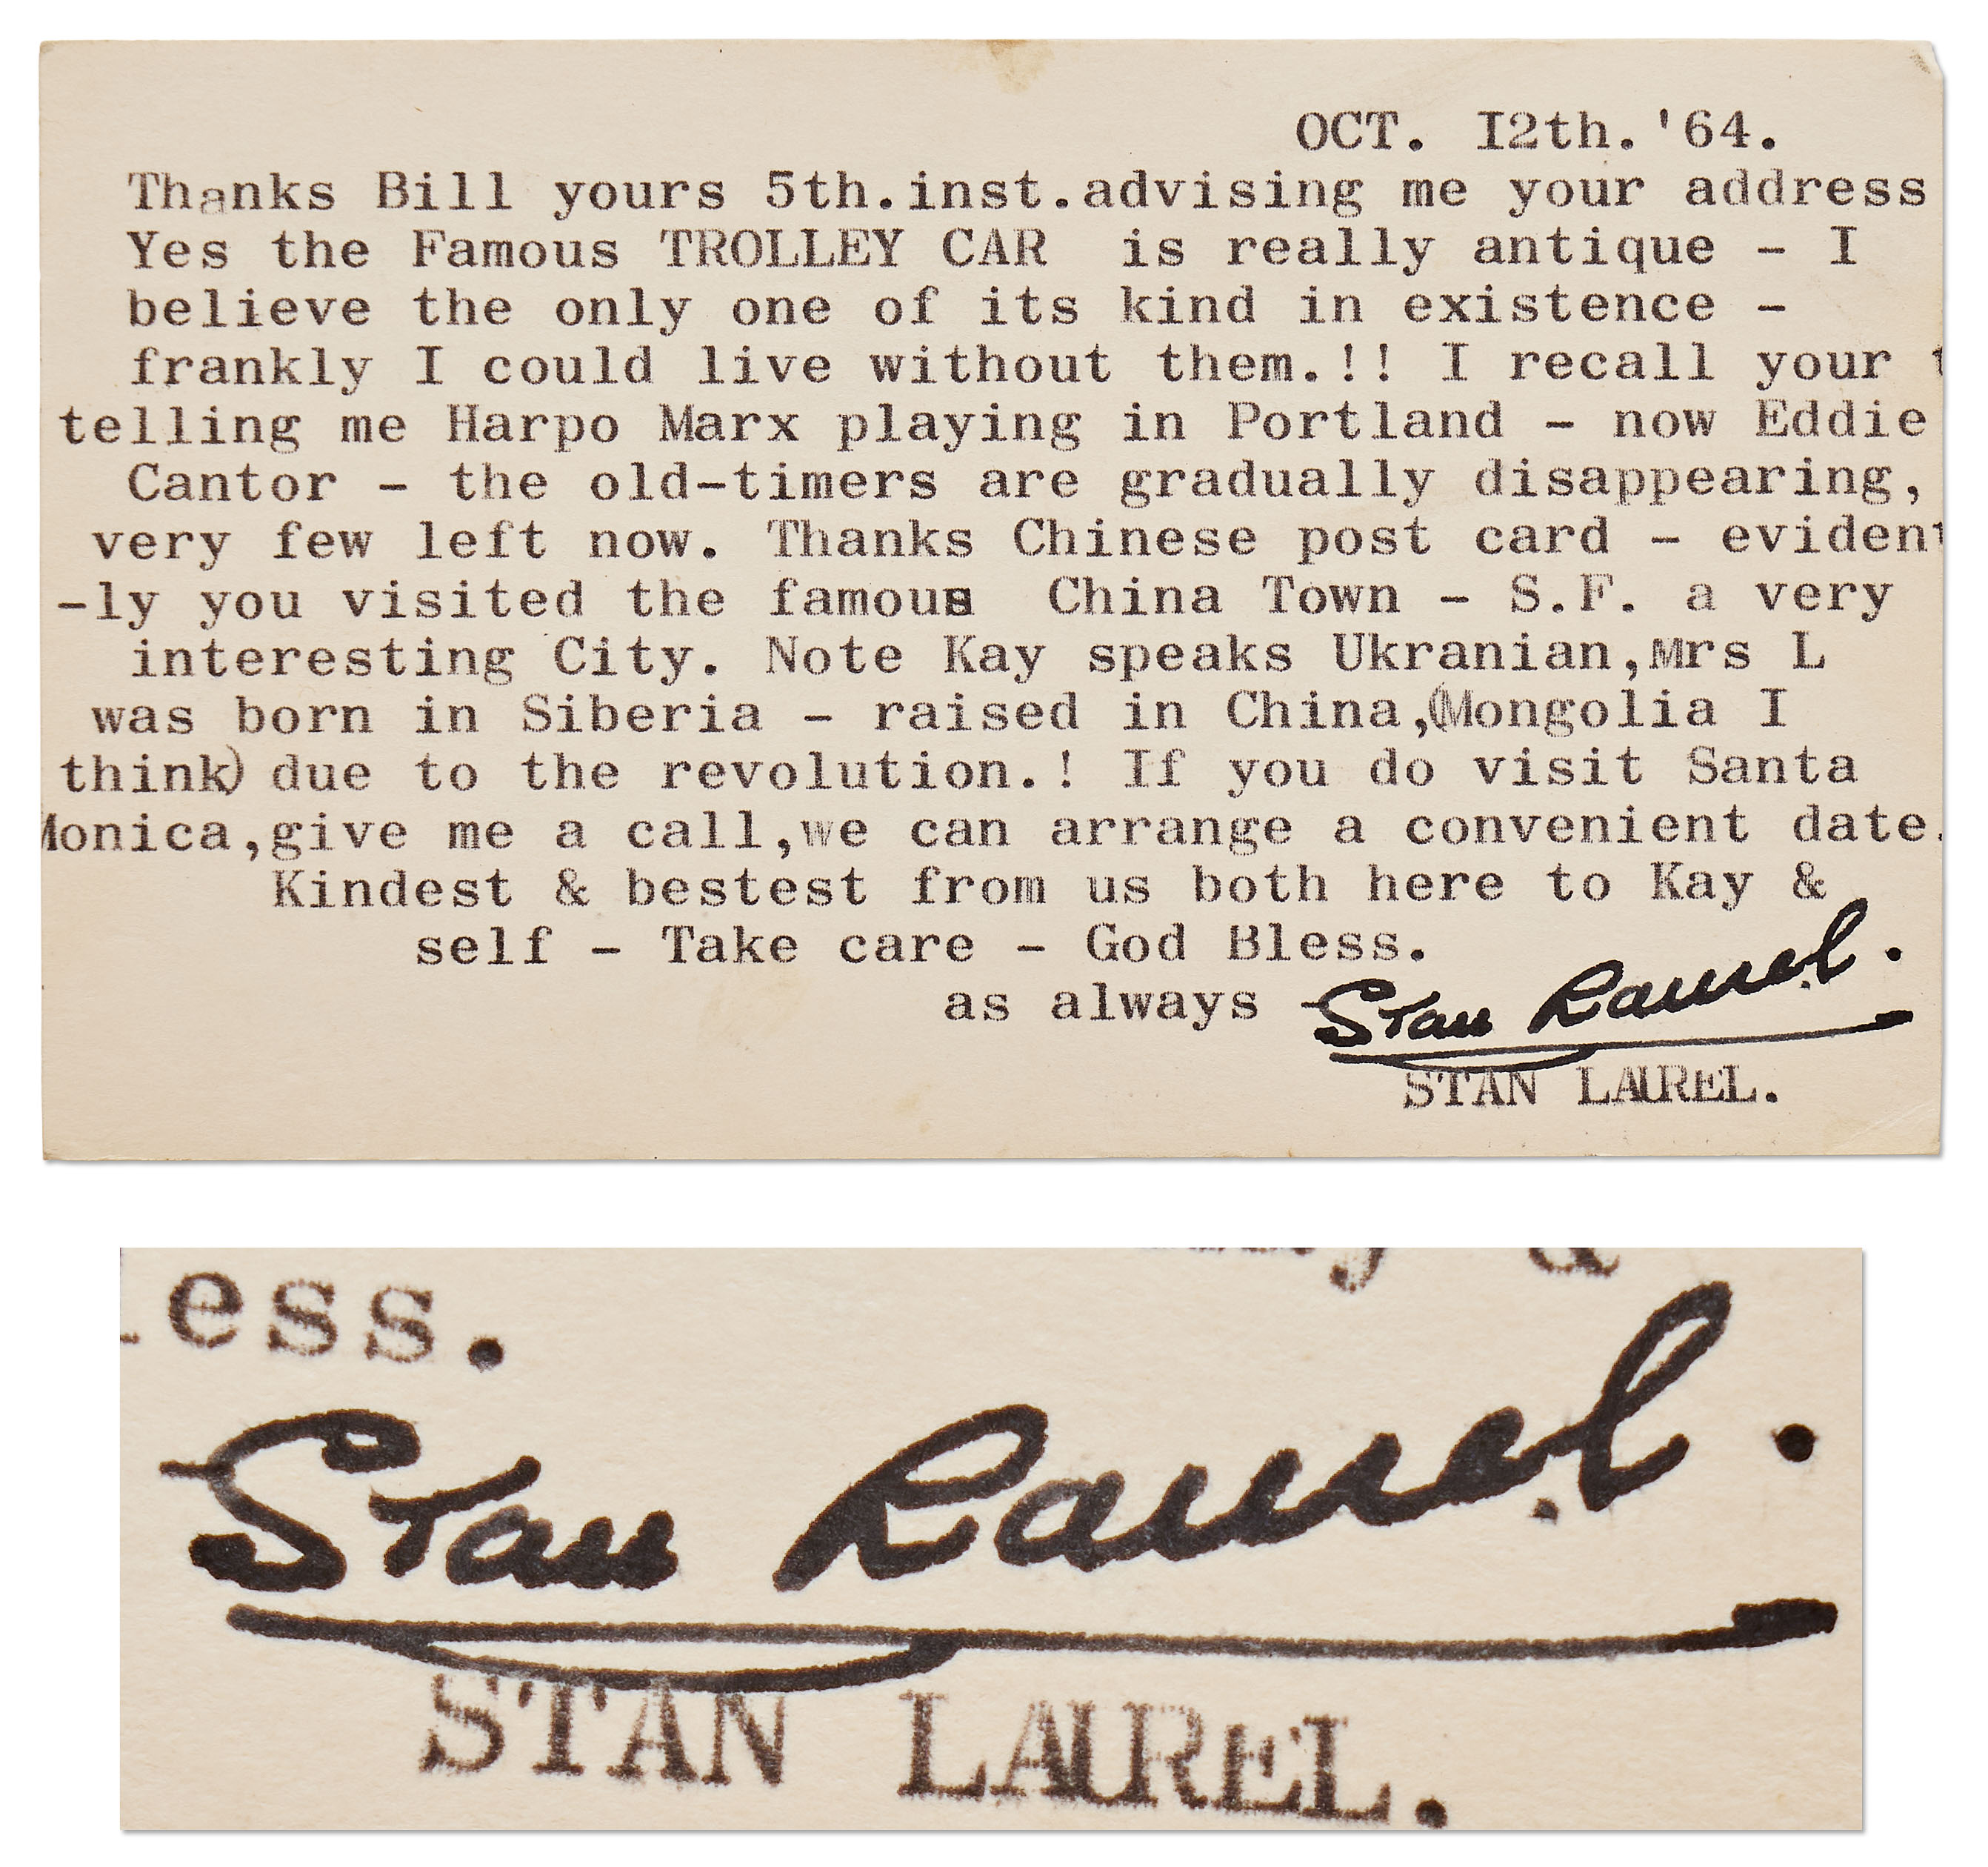 OCT. I2th.'64.
Thanks Bill yours 5th.inst.advising me your address
Yes the Famous TROLLEY CAR is really antique - I
believe the only one of its kind in existence -
frankly I could live without them.!! I recall your t
telling me Harpo Marx playing in Portland - now Eddie
Cantor - the old-timers are gradually disappearing,
very few left now. Thanks Chinese post card - evident
-ly you visited the famous China Town - S.F. a very
interesting City. Note Kay speaks Ukranian,Mrs L
was born in Siberia - raised in China,(Mongolia I
think) due to the revolution.! If you do visit Santa
Monica,give me a call,we can arrange a convenient date.
Kindest & bestest from us both here to Kay &
self - Take care - God Bless.
as always - Stan Laurel.
STAN LAUREL.
less.
Stan Laurel.
STAN LAUREL.